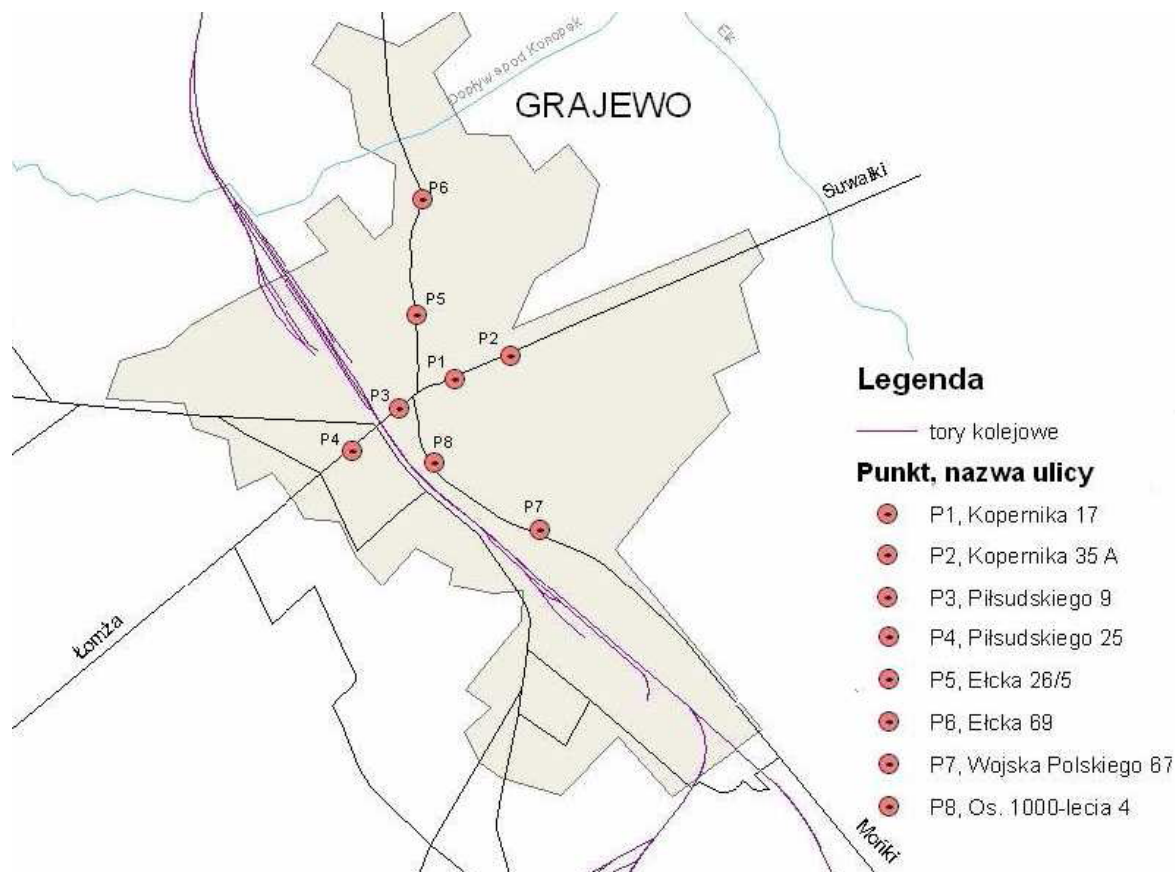 Dopływ spod Konopek
Ełk
GRAJEWO
P6
Suwałki
P5
P2
P1
P3
P4
P8
P7
Łomża
Mońki
Legenda
tory kolejowe
Punkt, nazwa ulicy
P1, Kopernika 17
P2, Kopernika 35 A
P3, Piłsudskiego 9
P4, Piłsudskiego 25
P5, Ełcka 26/5
P6, Ełcka 69
P7, Wojska Polskiego 67
P8, Os. 1000-lecia 4